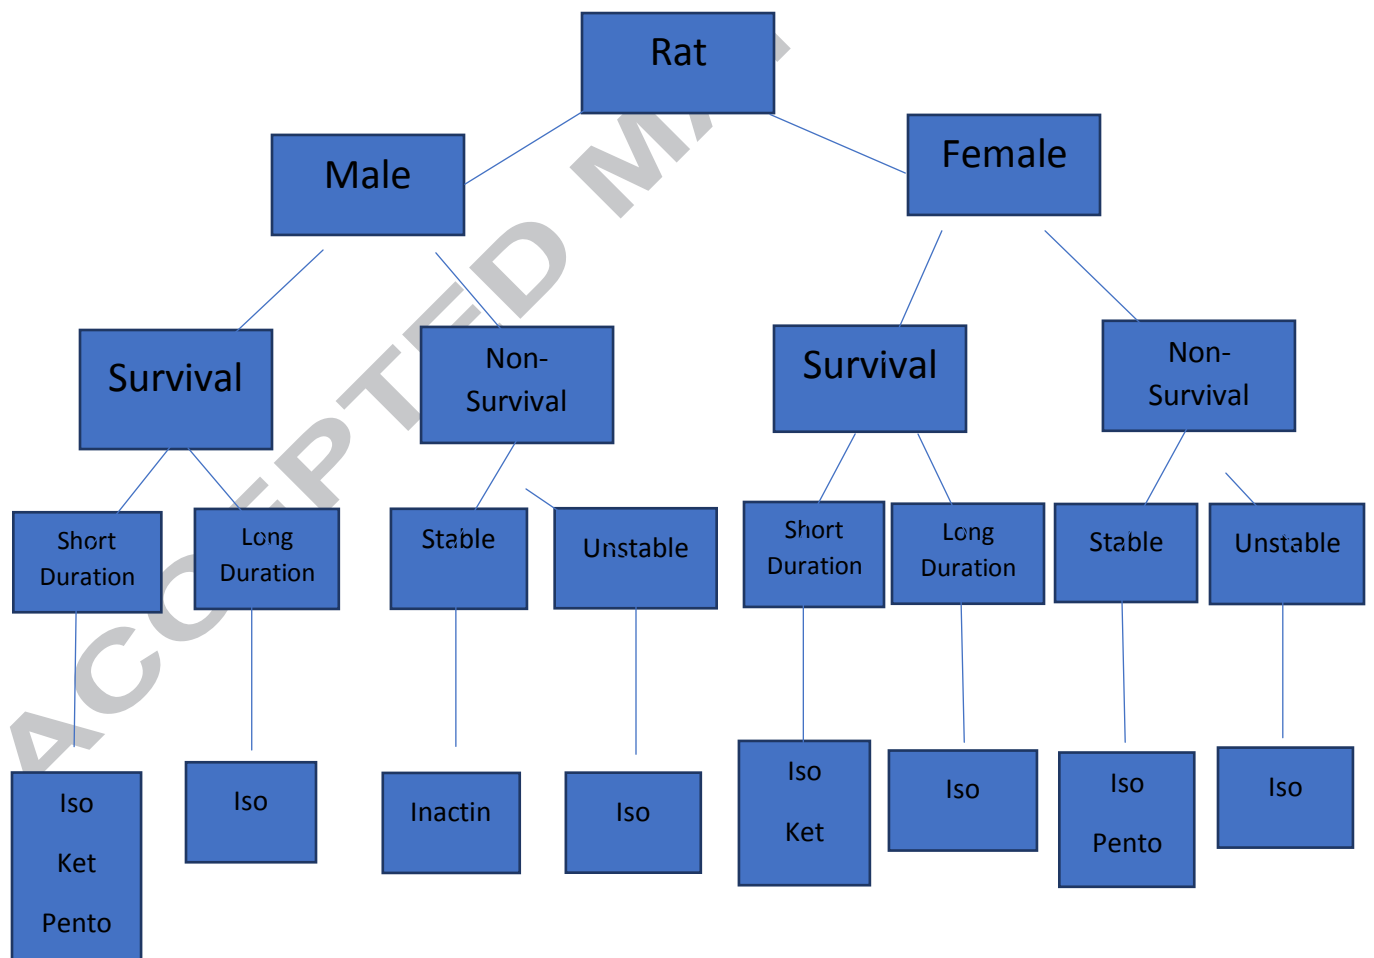 Rat
Male
Female
Survival
Non-
Survival
Survival
Non-
Survival
Short
Duration
Long
Duration
Stable
Unstable
Short
Duration
Long
Duration
Stable
Unstable
Iso
Ket
Pento
Iso
Inactin
Iso
Iso
Ket
Iso
Iso
Pento
Iso
ACCEPTED MA